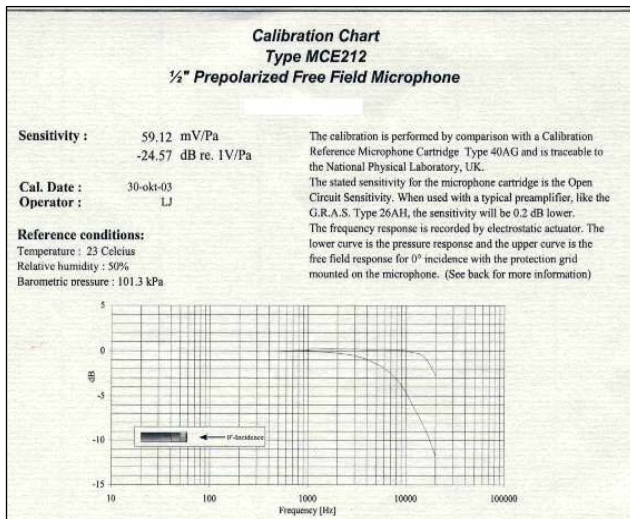 Calibration Chart
Type MCE212
½" Prepolarized Free Field Microphone
Sensitivity : 59.12 mV/Pa
-24.57 dB re. 1V/Pa
Cal. Date : 30-okt-03
Operator : LJ
Reference conditions:
Temperature : 23 Celcius
Relative humidity : 50%
Barometric pressure : 101.3 kPa
The calibration is performed by comparison with a Calibration
Reference Microphone Cartridge Type 40AG and is traceable to
the National Physical Laboratory, UK.
The stated sensitivity for the microphone cartridge is the Open
Circuit Sensitivity. When used with a typical preamplifier, like the
G.R.A.S. Type 26AH, the sensitivity will be 0.2 dB lower.
The frequency response is recorded by electrostatic actuator. The
lower curve is the pressure response and the upper curve is the
free field response for 0° incidence with the protection grid
mounted on the microphone. (See back for more information)
5
0
dB
-5
-10
0°-Incidence
-15
10 100 1000 10000 100000
Frequency [Hz]